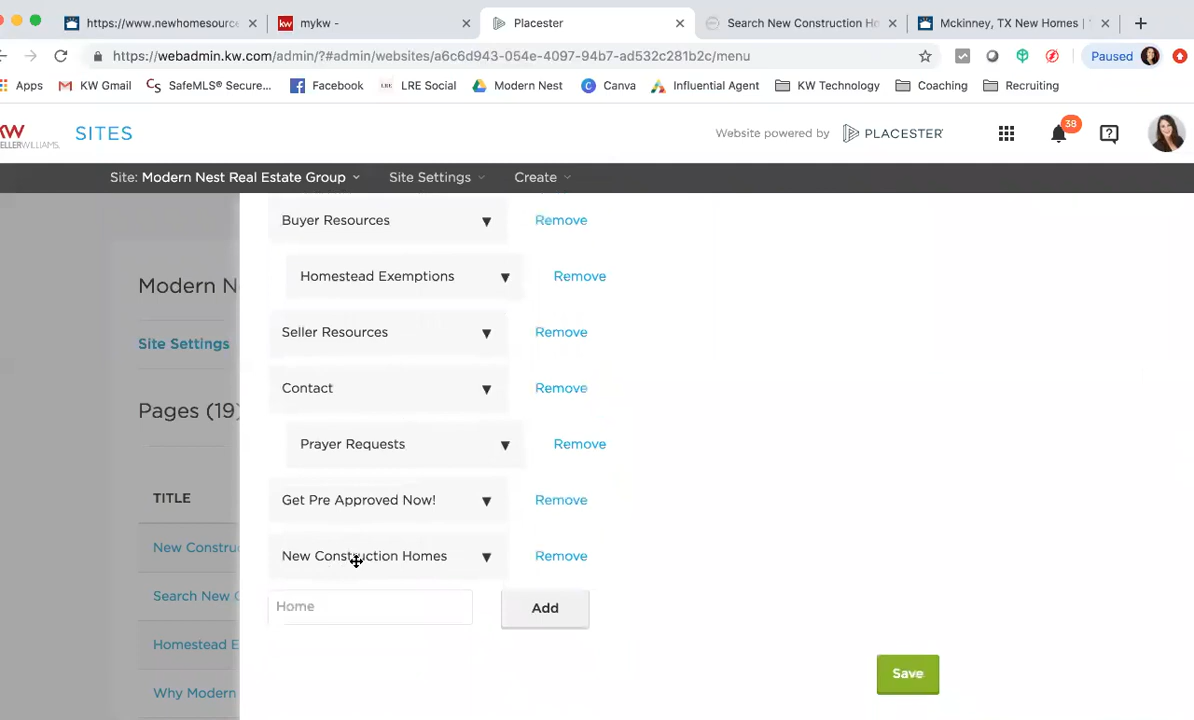 https://www.newhomesource
mykw -
Placester
Search New Construction Ho
Mckinney, TX New Homes |
https://webadmin.kw.com/admin/?#admin/websites/a6c6d943-054e-4097-94b7-ad532c281b2c/menu
Paused
Apps
KW Gmail
SafeMLS® Secure...
Facebook
LRE Social
Modern Nest
Canva
Influential Agent
KW Technology
Coaching
Recruiting
KW
KELLERWILLIAMS.
SITES
Website powered by
PLACESTER
38
Site: Modern Nest Real Estate Group
Site Settings
Create
Modern N
Site Settings
Pages (19)
TITLE
New Constru
Search New C
Homestead E
Why Modern
Buyer Resources
Remove
Homestead Exemptions
Remove
Seller Resources
Remove
Contact
Remove
Prayer Requests
Remove
Get Pre Approved Now!
Remove
New Construction Homes
Remove
Home
Add
Save